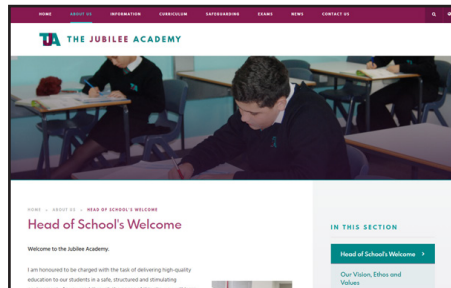 HOME ABOUT US INFORMATION CURRICULUM SAFEGUARDING EXAMS NEWS CONTACT US
TJA THE JUBILEE ACADEMY
HOME > ABOUT US > HEAD OF SCHOOL'S WELCOME
Head of School's Welcome
Welcome to the Jubilee Academy.
I am honoured to be charged with the task of delivering high-quality
education to our students in a safe, structured and stimulating
IN THIS SECTION
Head of School's Welcome >
Our Vision, Ethos and
Values